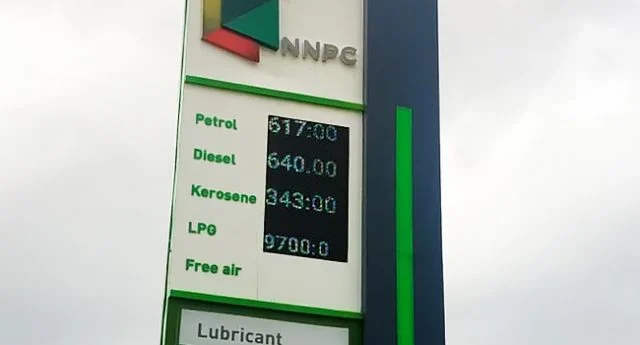 NNPC
Petrol 617:00
Diesel 640.00
Kerosene 343:00
LPG 9700:0
Free air
Lubricant